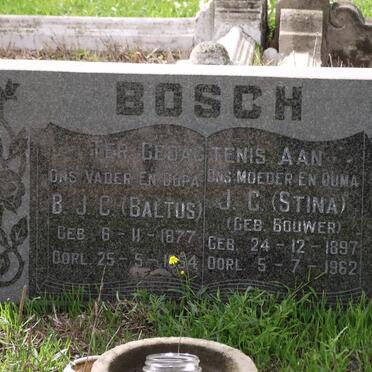 BOSCH
TER GEDAGTENIS AAN
ONS VADER EN OUPA
B. J. C. (BALTUS)
GEB. 6-11-1877
OORL. 25-5-
ONS MOEDER EN OUMA
J. C. (STINA)
(GEB. BOUWER)
GEB. 24-12-1897
OORL. 5-7-1962